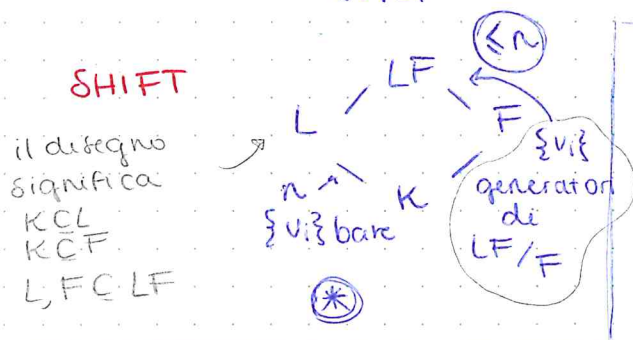 ≤ n
LF
SHIFT
L
F
il disegno
significa
K ⊆ L
K ⊆ F
L, F ⊆ LF
n
K
{vi} base
{vi}
generatori
di
LF/F
*